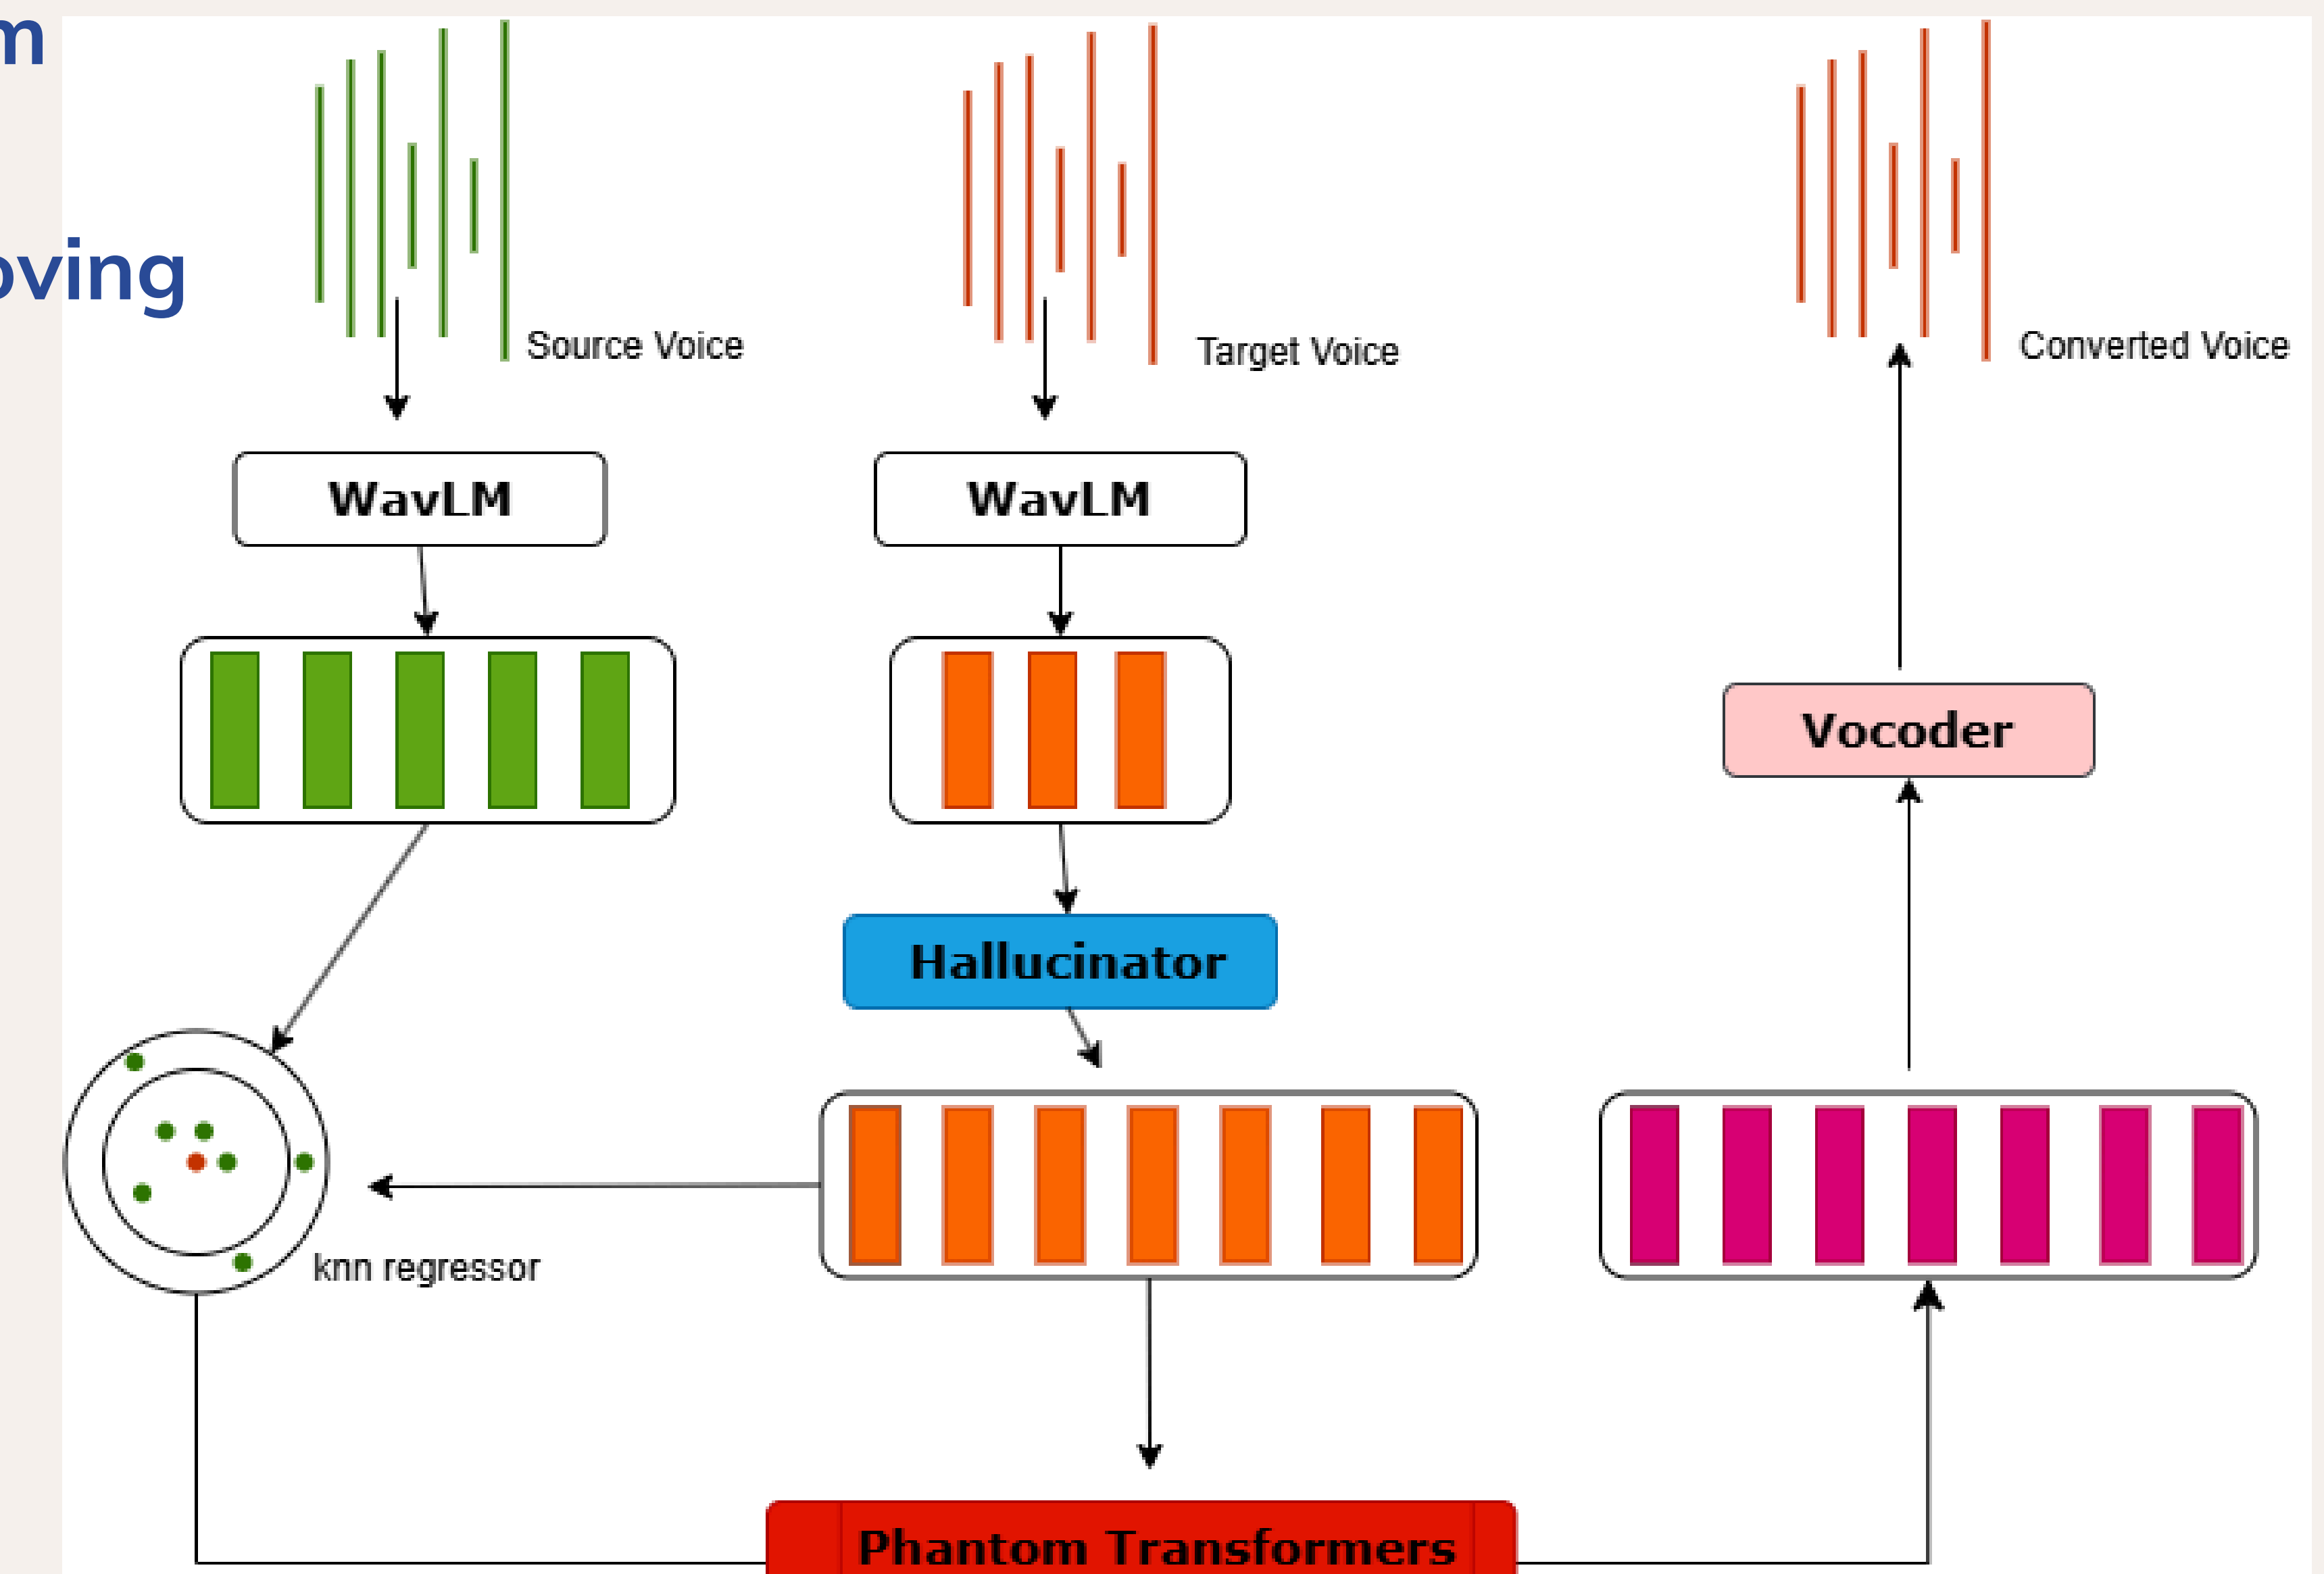 m
oving
Source Voice
Target Voice
Converted Voice
WavLM
WavLM
Vocoder
Hallucinator
knn regressor
Phantom Transformers